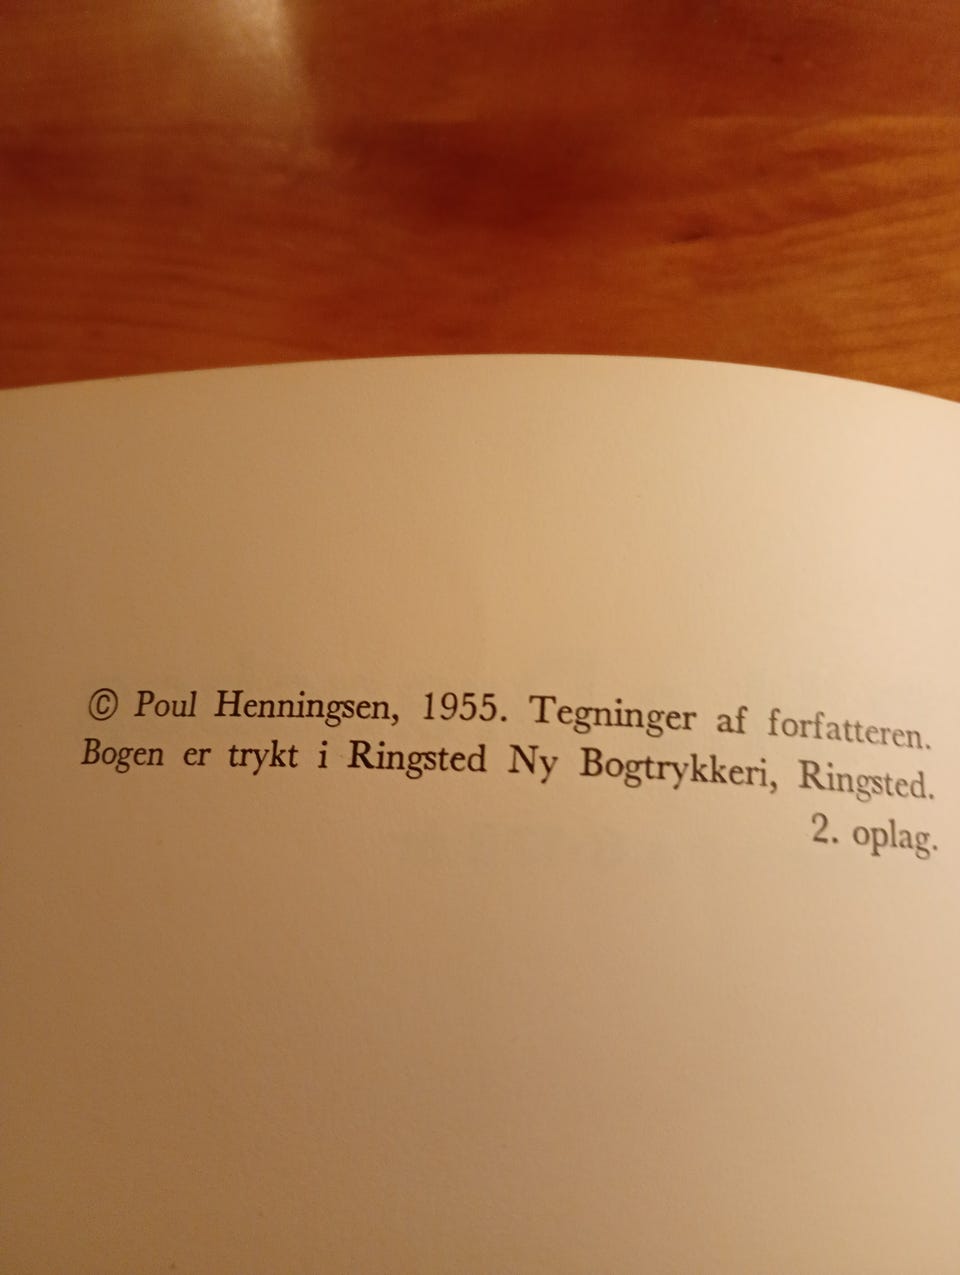 © Poul Henningsen, 1955. Tegninger af forfatteren.
Bogen er trykt i Ringsted Ny Bogtrykkeri, Ringsted.
2. oplag.